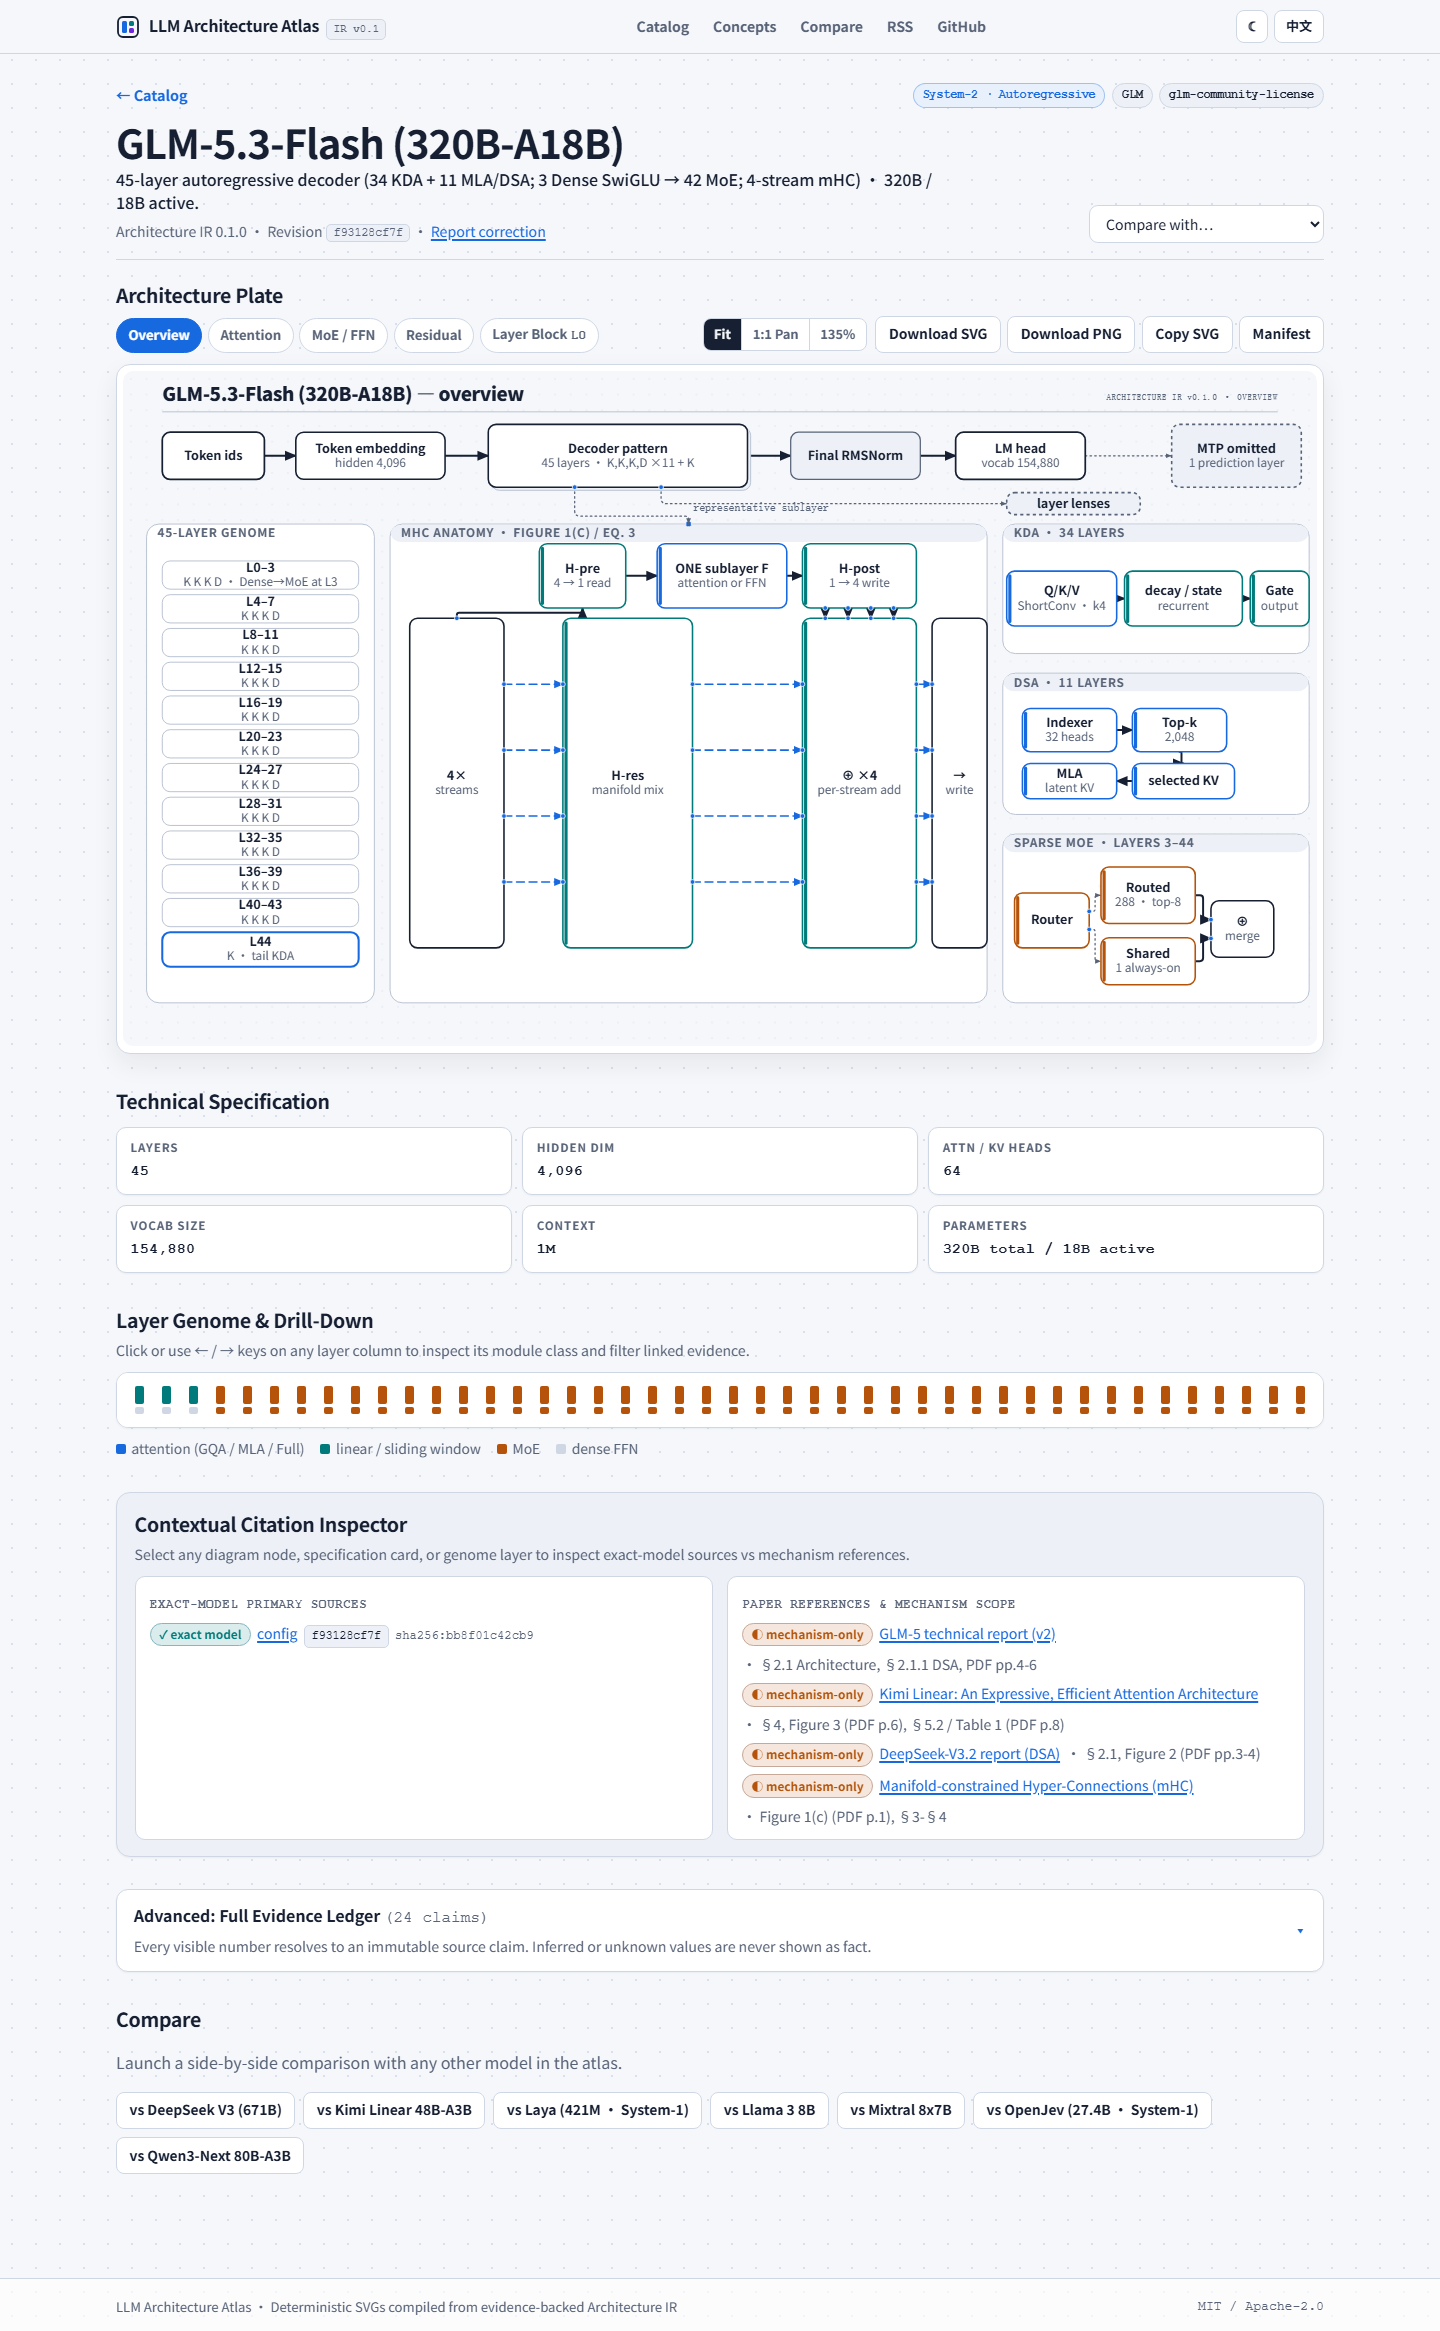 LLM Architecture Atlas IR v0.1
Catalog Concepts Compare RSS GitHub
中文
← Catalog
System-2 · Autoregressive GLM glm-community-license
GLM-5.3-Flash (320B-A18B)
45-layer autoregressive decoder (34 KDA + 11 MLA/DSA; 3 Dense SwiGLU → 42 MoE; 4-stream mHC) • 320B /
18B active.
Architecture IR 0.1.0 • Revision f93128cf7f • Report correction
Compare with...
Architecture Plate
Overview Attention MoE / FFN Residual Layer Block L0
Fit 1:1 Pan 135% Download SVG Download PNG Copy SVG Manifest
GLM-5.3-Flash (320B-A18B) — overview
ARCHITECTURE IR v0.1.0 • OVERVIEW
Token ids
Token embedding
hidden 4,096
Decoder pattern
45 layers • K,K,K,D ×11 + K
Final RMSNorm
LM head
vocab 154,880
MTP omitted
1 prediction layer
representative sublayer
layer lenses
45-LAYER GENOME
L0–3
K K K D • Dense→MoE at L3
L4–7
K K K D
L8–11
K K K D
L12–15
K K K D
L16–19
K K K D
L20–23
K K K D
L24–27
K K K D
L28–31
K K K D
L32–35
K K K D
L36–39
K K K D
L40–43
K K K D
L44
K • tail KDA
MHC ANATOMY • FIGURE 1(C) / EQ. 3
H-pre
4 → 1 read
ONE sublayer F
attention or FFN
H-post
1 → 4 write
4×
streams
H-res
manifold mix
⊕ ×4
per-stream add
→
write
KDA • 34 LAYERS
Q/K/V
ShortConv • k4
decay / state
recurrent
Gate
output
DSA • 11 LAYERS
Indexer
32 heads
Top-k
2,048
MLA
latent KV
selected KV
SPARSE MOE • LAYERS 3–44
Router
Routed
288 • top-8
Shared
1 always-on
⊕
merge
Technical Specification
LAYERS
45
HIDDEN DIM
4,096
ATTN / KV HEADS
64
VOCAB SIZE
154,880
CONTEXT
1M
PARAMETERS
320B total / 18B active
Layer Genome & Drill-Down
Click or use ← / → keys on any layer column to inspect its module class and filter linked evidence.
attention (GQA / MLA / Full) linear / sliding window MoE dense FFN
Contextual Citation Inspector
Select any diagram node, specification card, or genome layer to inspect exact-model sources vs mechanism references.
EXACT-MODEL PRIMARY SOURCES
✓ exact model config f93128cf7f sha256:bb8f01c42cb9
PAPER REFERENCES & MECHANISM SCOPE
◐ mechanism-only GLM-5 technical report (v2)
• § 2.1 Architecture, § 2.1.1 DSA, PDF pp.4-6
◐ mechanism-only Kimi Linear: An Expressive, Efficient Attention Architecture
• § 4, Figure 3 (PDF p.6), § 5.2 / Table 1 (PDF p.8)
◐ mechanism-only DeepSeek-V3.2 report (DSA) • § 2.1, Figure 2 (PDF pp.3-4)
◐ mechanism-only Manifold-constrained Hyper-Connections (mHC)
• Figure 1(c) (PDF p.1), § 3- § 4
Advanced: Full Evidence Ledger (24 claims)
Every visible number resolves to an immutable source claim. Inferred or unknown values are never shown as fact.
Compare
Launch a side-by-side comparison with any other model in the atlas.
vs DeepSeek V3 (671B) vs Kimi Linear 48B-A3B vs Laya (421M • System-1) vs Llama 3 8B vs Mixtral 8x7B vs OpenJev (27.4B • System-1)
vs Qwen3-Next 80B-A3B
LLM Architecture Atlas • Deterministic SVGs compiled from evidence-backed Architecture IR
MIT / Apache-2.0